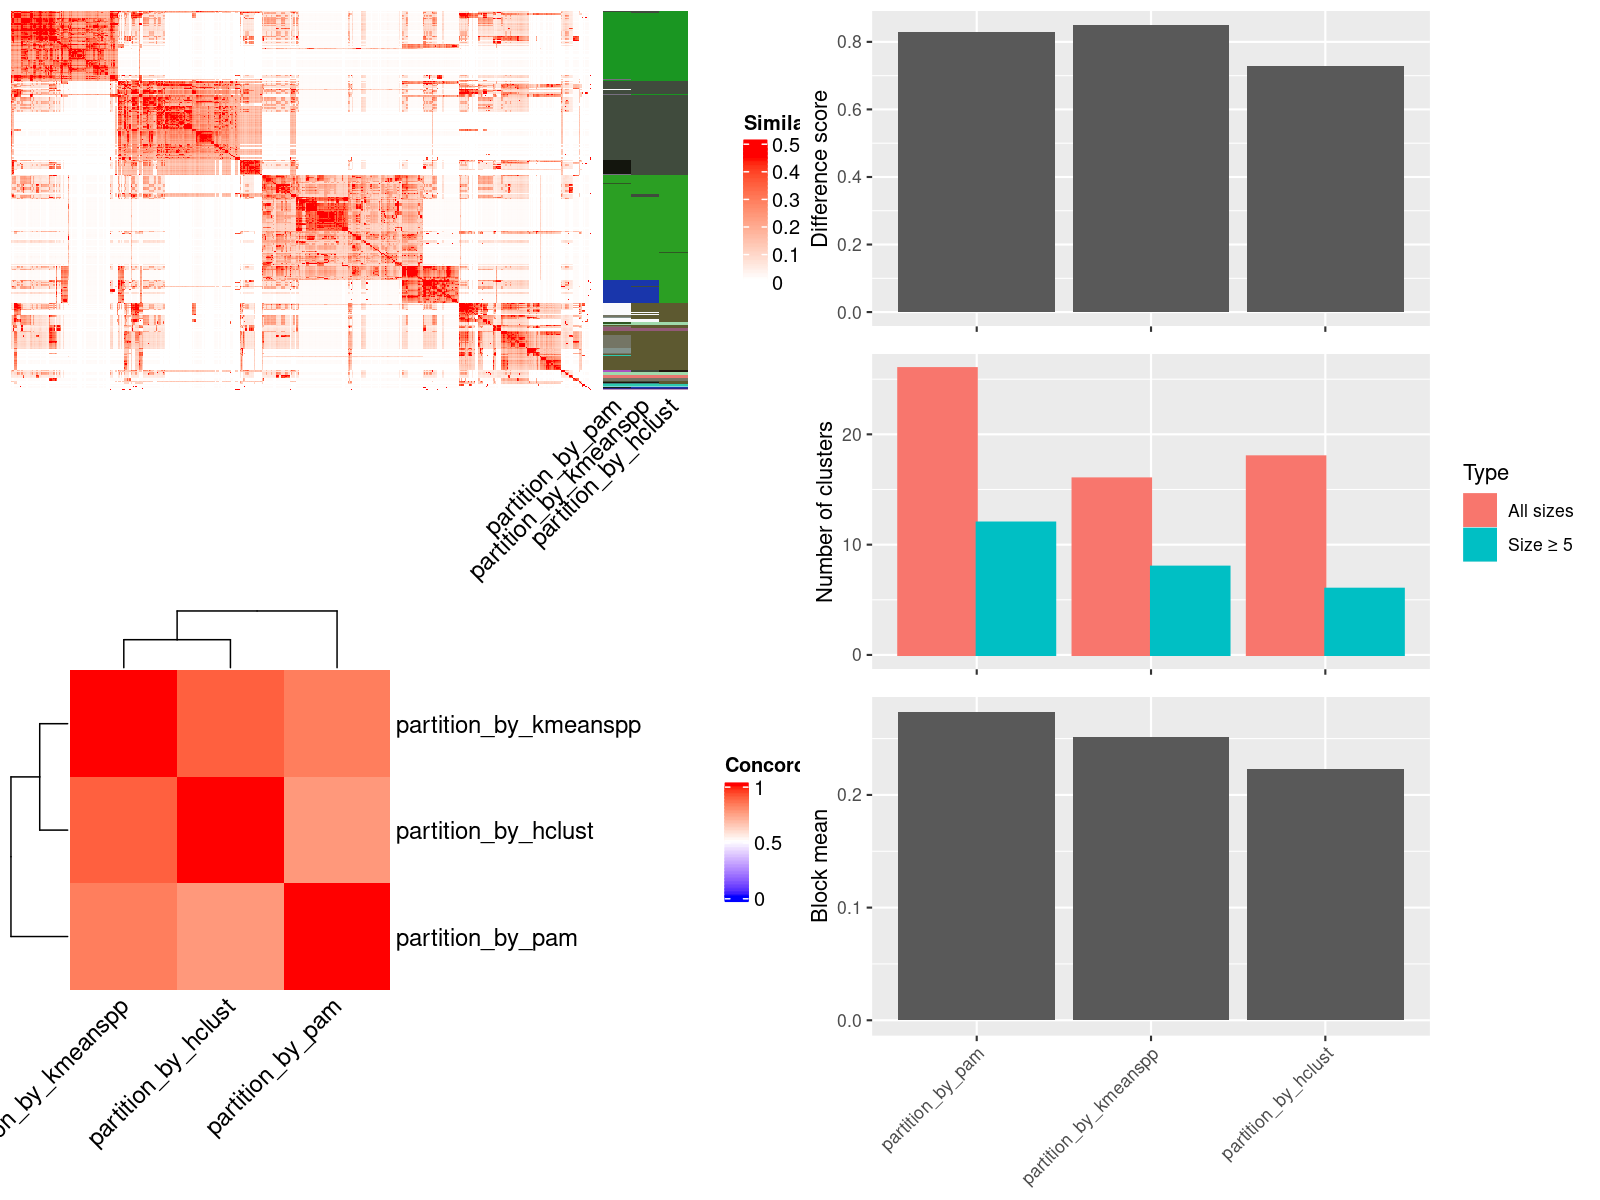 Simila
0.5
0.4
0.3
0.2
0.1
0
partition_by_pam
partition_by_kmeanspp
partition_by_hclust
partition_by_kmeanspp
partition_by_hclust
partition_by_pam
on_by_kmeanspp
partition_by_hclust
partition_by_pam
Concord
1
0.5
0
Difference score
0.8
0.6
0.4
0.2
0.0
Number of clusters
20
10
0
Type
All sizes
Size ≥ 5
Block mean
0.2
0.1
0.0
partition_by_pam
partition_by_kmeanspp
partition_by_hclust